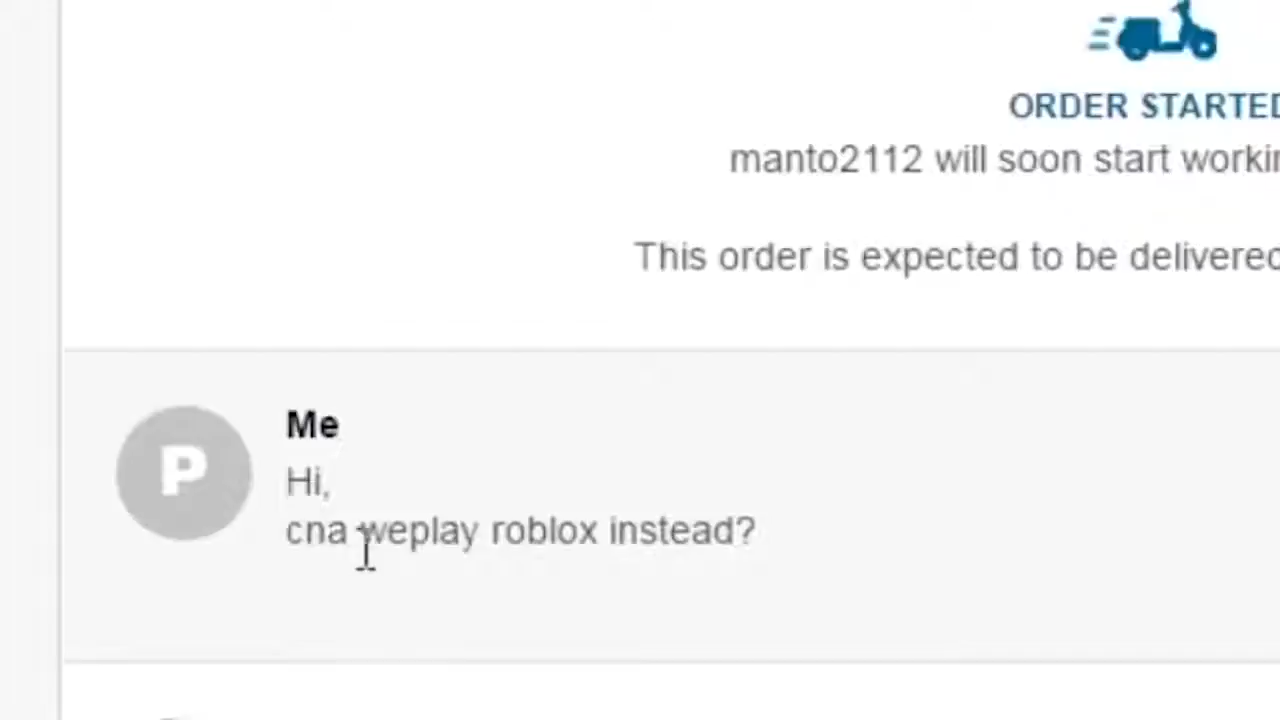 ORDER STARTED
manto2112 will soon start workin
This order is expected to be delivered
P
Me
Hi,
cna weplay roblox instead?